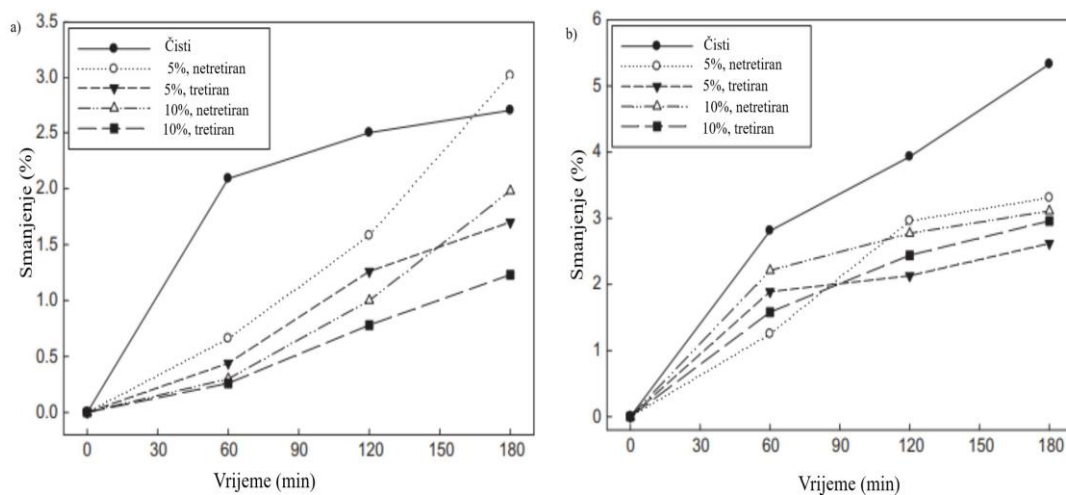 a)
Čisti
5%, netretiran
5%, tretiran
10%, netretiran
10%, tretiran
3.5
3.0
2.5
2.0
1.5
1.0
0.5
0.0
Smanjenje (%)
0 30 60 90 120 150 180
Vrijeme (min)
b)
Čisti
5%, netretiran
5%, tretiran
10%, netretiran
10%, tretiran
6
5
4
3
2
1
0
Smanjenje (%)
0 30 60 90 120 150 180
Vrijeme (min)